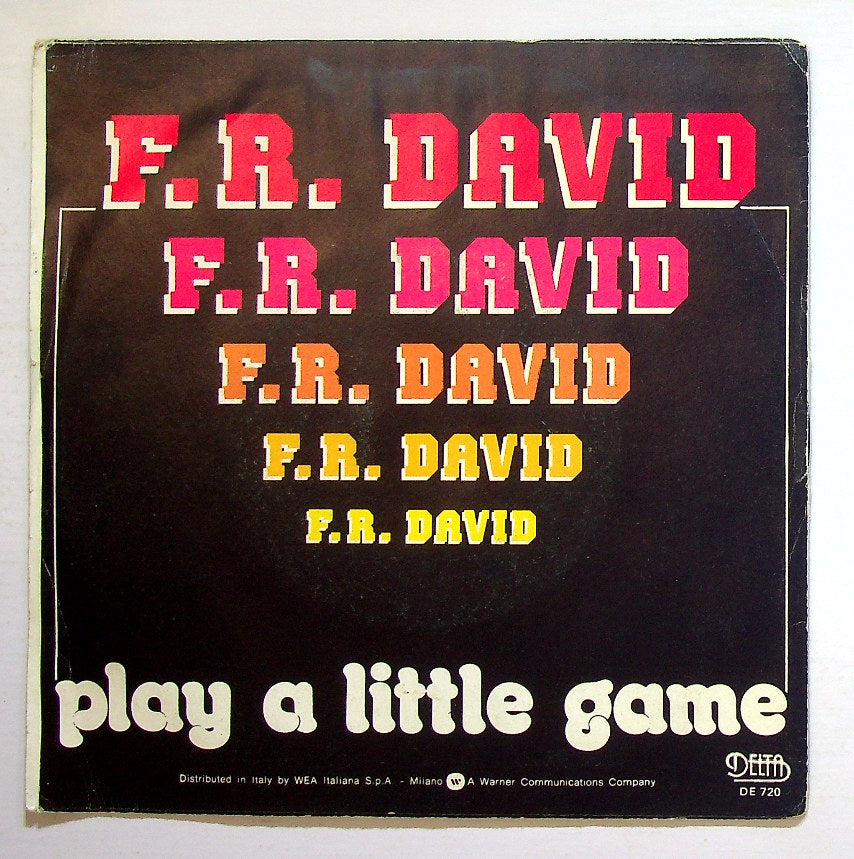 F.R. DAVID
F.R. DAVID
F.R. DAVID
F.R. DAVID
F.R. DAVID
play a little game
DELTA
DE 720
Distributed in Italy by WEA Italiana S.p.A. - Milano W A Warner Communications Company